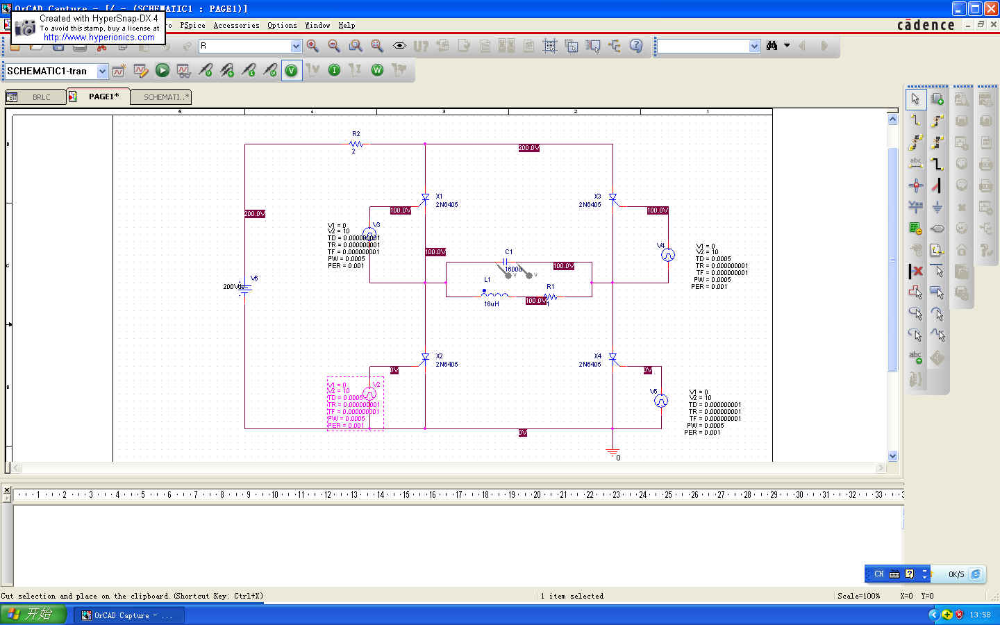 OrCAD Capture - [/ - (SCHEMATIC1 : PAGE1)]
Created with HyperSnap-DX 4
To avoid this stamp, buy a license at
http://www.hyperionics.com
PSpice Accessories Options Window Help
cādence
R
SCHEMATIC1-tran
BRLC
PAGE1*
SCHEMATI..*
5 4 3 2 1
D
C
B
R2
2
200.0V
200.0V
X1
2N6405
X3
2N6405
100.0V
100.0V
V3
V1 = 0
V2 = 10
TD = 0.000000001
TR = 0.000000001
TF = 0.000000001
PW = 0.0005
PER = 0.001
100.0V
C1
1600u
100.0V
V4
V1 = 0
V2 = 10
TD = 0.0005
TR = 0.000000001
TF = 0.000000001
PW = 0.0005
PER = 0.001
V6
L1
16uH
100.0V
R1
1
X2
2N6405
X4
2N6405
0V
0V
V2
V1 = 0
V2 = 10
TD = 0.0005
TR = 0.000000001
TF = 0.000000001
PW = 0.0005
PER = 0.001
V5
V1 = 0
V2 = 10
TD = 0.000000001
TR = 0.000000001
TF = 0.000000001
PW = 0.0005
PER = 0.001
0V
0
abc
abc
1 2 3 4 5 6 7 8 9 10 11 12 13 14 15 16 17 18 19 20 21 22 23 24 25 26 27 28 29 30 31 32 33
CH
0K/S
Cut selection and place on the clipboard.(Shortcut Key: Ctrl+X)
1 item selected
Scale=100% X=0 Y=0
开始
OrCAD Capture - ...
13:58